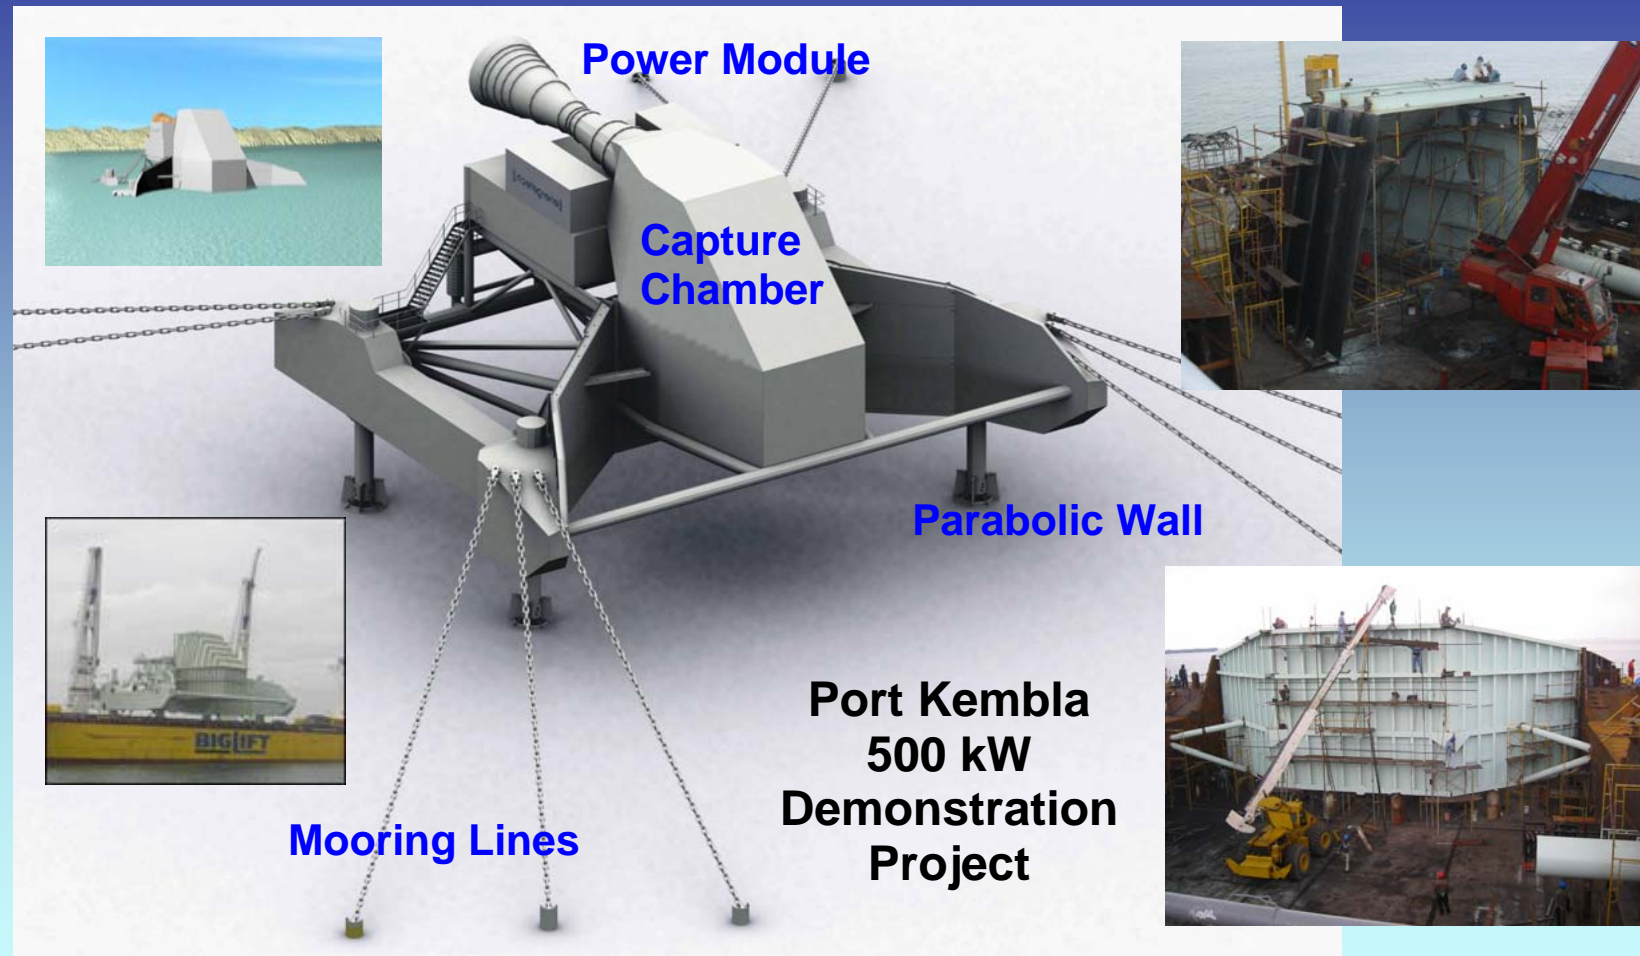 Power Module
Capture
Chamber
Parabolic Wall
BIGLIFT
Port Kembla
500 kW
Demonstration
Project
Mooring Lines